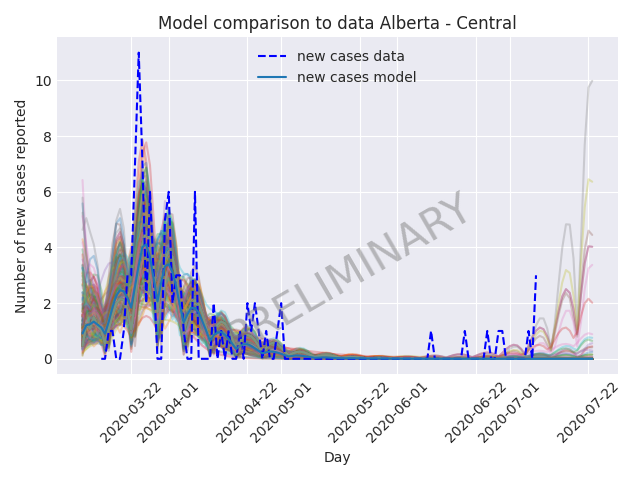 Model comparison to data Alberta - Central
new cases data
new cases model
Number of new cases reported
10
8
6
4
2
0
PRELIMINARY
2020-03-22
2020-04-01
2020-04-22
2020-05-01
2020-05-22
2020-06-01
2020-06-22
2020-07-01
2020-07-22
Day